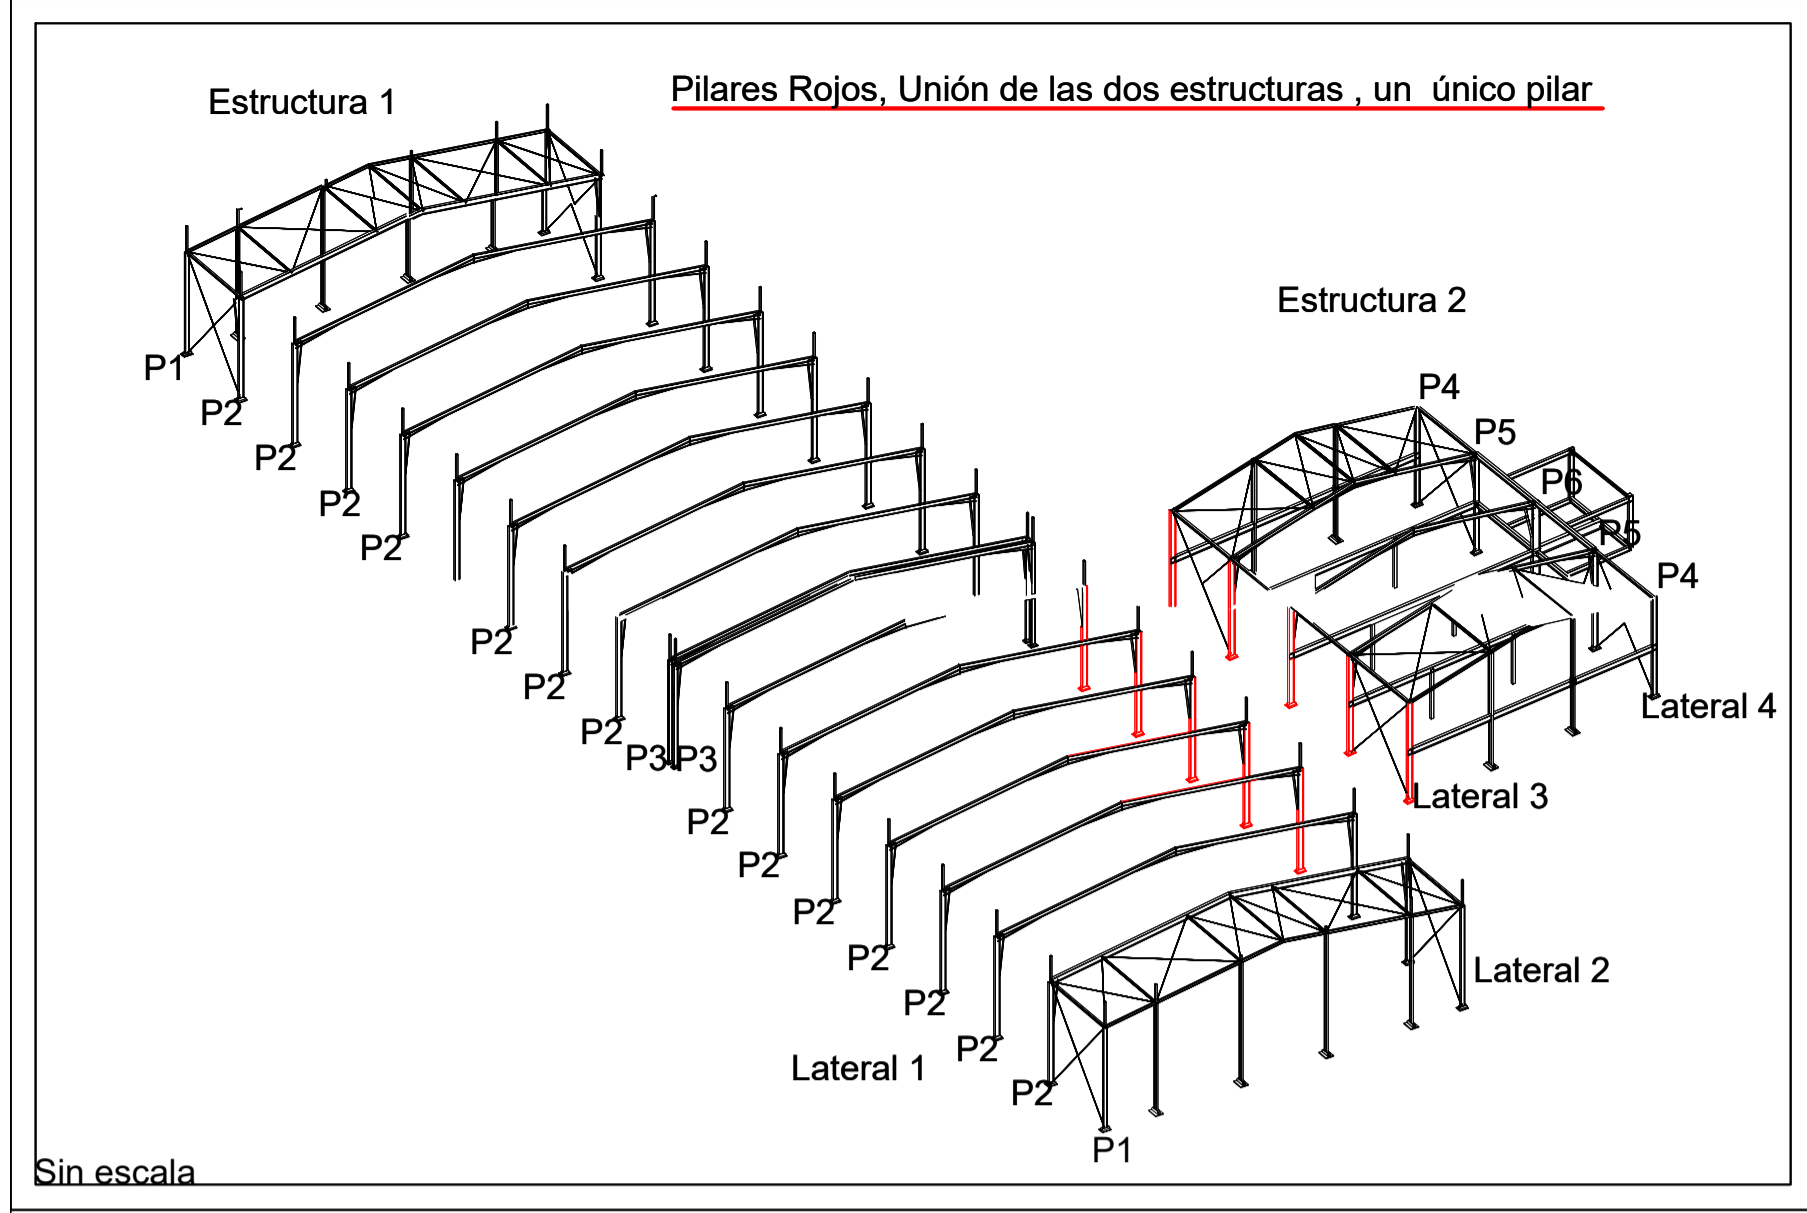 Estructura 1
Pilares Rojos, Unión de las dos estructuras , un único pilar
Estructura 2
P1
P2
P2
P2
P2
P2
P2
P2
P3
P3
P2
P2
P2
P2
P2
P2
P2
P1
P4
P5
P6
P5
P4
Lateral 4
Lateral 3
Lateral 2
Lateral 1
Sin escala